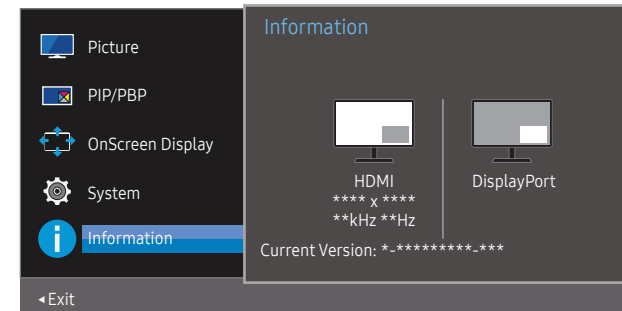 Picture
PIP/PBP
OnScreen Display
System
Information
◂Exit
Information
HDMI
**** x ****
**kHz **Hz
DisplayPort
Current Version: *-*********-***